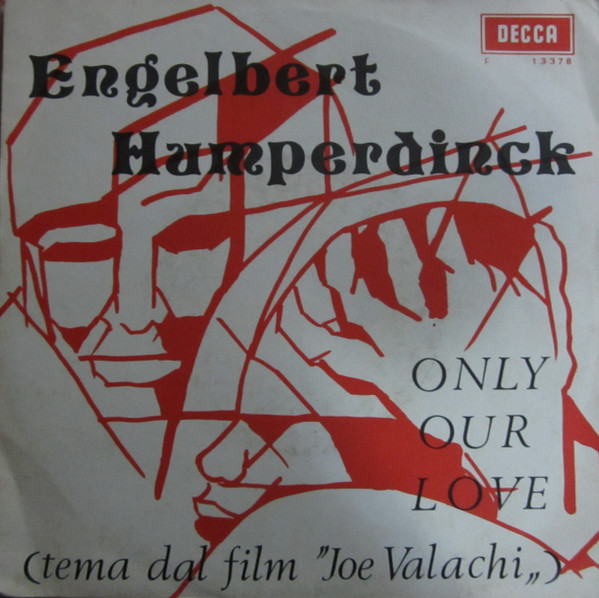 DECCA
F 13378
Engelbert
Humperdinck
ONLY
OUR
LOVE
(tema dal film "Joe Valachi„)